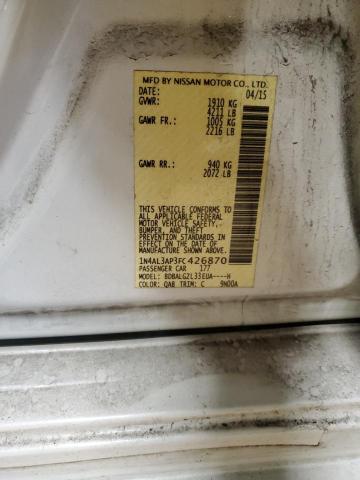 MFD BY NISSAN MOTOR CO., LTD.
DATE: 04/15
GVWR: 1910 KG
4211 LB
GAWR FR.: 1005 KG
2216 LB
GAWR RR.: 940 KG
2072 LB
THIS VEHICLE CONFORMS TO ALL
APPLICABLE FEDERAL
MOTOR VEHICLE SAFETY,
BUMPER, AND THEFT
PREVENTION STANDARDS
IN EFFECT ON THE DATE OF
MANUFACTURE SHOWN ABOVE.
1N4AL3AP3FC426870
PASSENGER CAR 177
MODEL: BDBALGZL33EUA----H
COLOR: QAB TRIM: C 9N00A